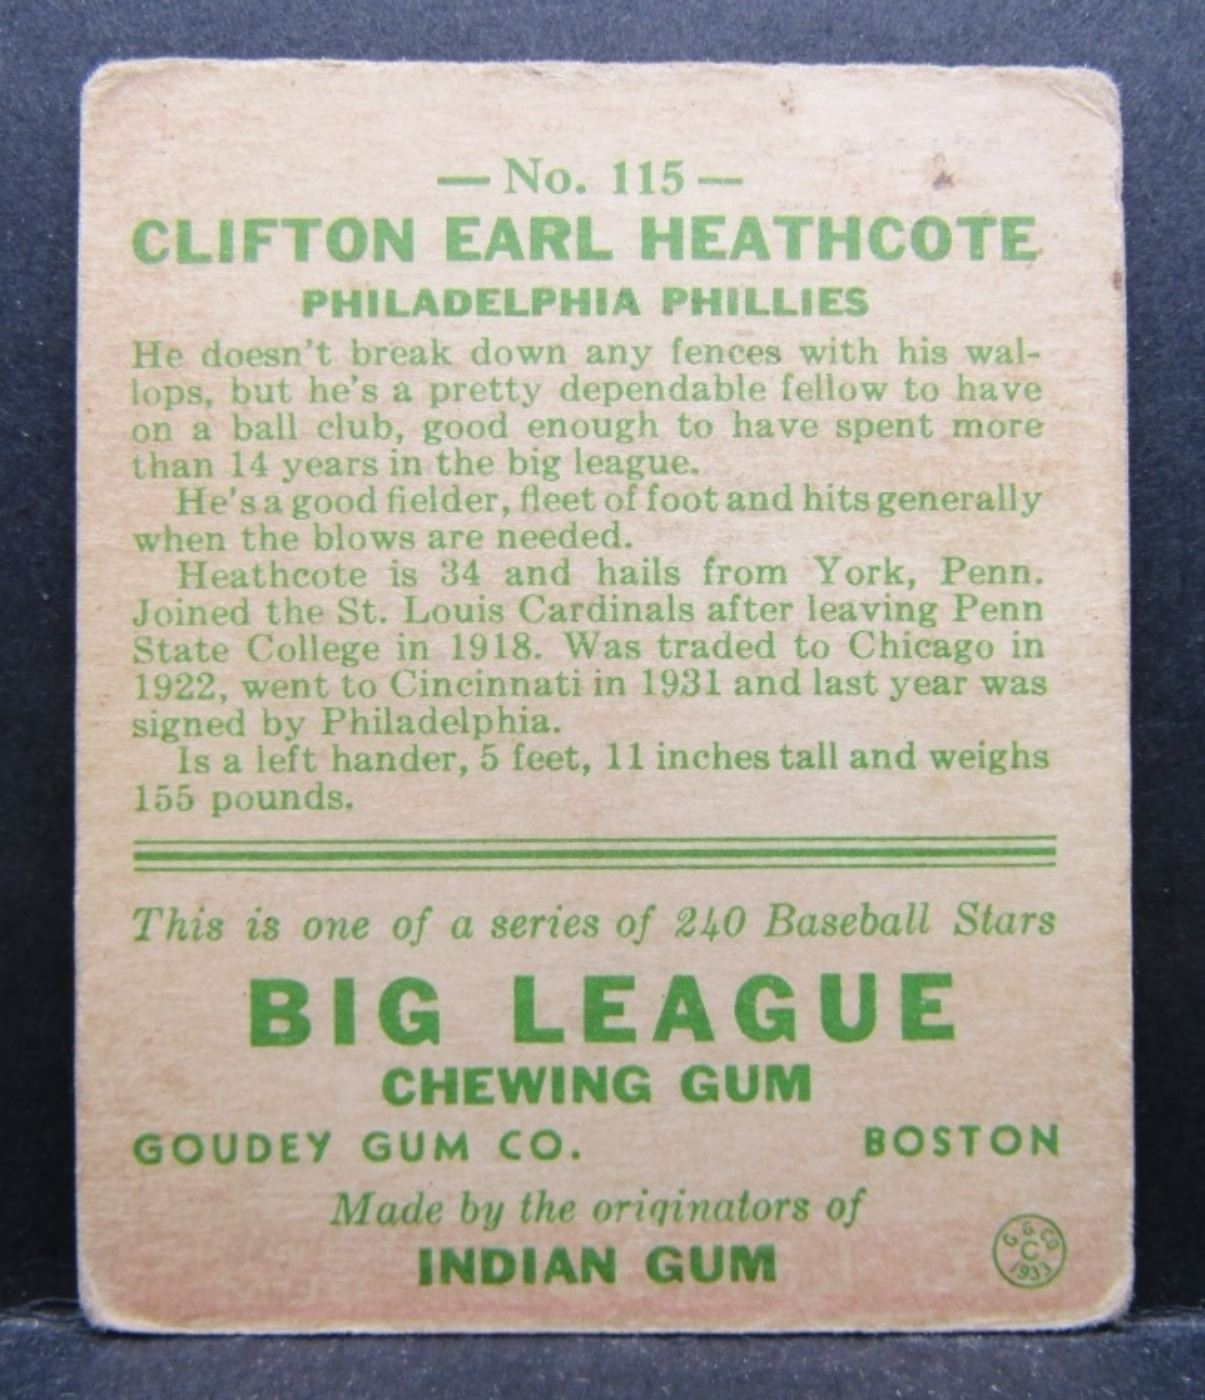 — No. 115 —
CLIFTON EARL HEATHCOTE
PHILADELPHIA PHILLIES
He doesn't break down any fences with his wal-
lops, but he's a pretty dependable fellow to have
on a ball club, good enough to have spent more
than 14 years in the big league.
He's a good fielder, fleet of foot and hits generally
when the blows are needed.
Heathcote is 34 and hails from York, Penn.
Joined the St. Louis Cardinals after leaving Penn
State College in 1918. Was traded to Chicago in
1922, went to Cincinnati in 1931 and last year was
signed by Philadelphia.
Is a left hander, 5 feet, 11 inches tall and weighs
155 pounds.
This is one of a series of 240 Baseball Stars
BIG LEAGUE
CHEWING GUM
GOUDEY GUM CO. BOSTON
Made by the originators of
INDIAN GUM
G. G. Co.
C
1933